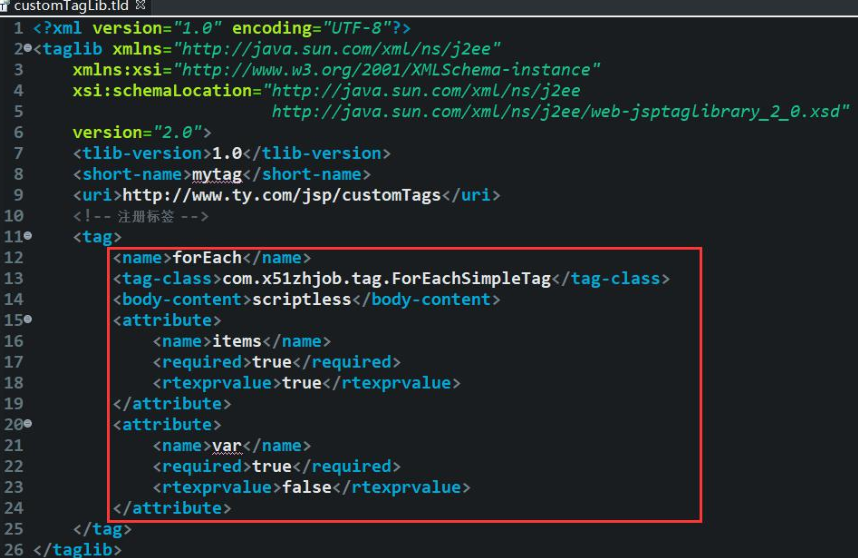 customTagLib.tld
1 <?xml version="1.0" encoding="UTF-8"?>
2 <taglib xmlns="http://java.sun.com/xml/ns/j2ee"
3 xmlns:xsi="http://www.w3.org/2001/XMLSchema-instance"
4 xsi:schemaLocation="http://java.sun.com/xml/ns/j2ee
5 http://java.sun.com/xml/ns/j2ee/web-jsptaglibrary_2_0.xsd"
6 version="2.0">
7 <tlib-version>1.0</tlib-version>
8 <short-name>mytag</short-name>
9 <uri>http://www.ty.com/jsp/customTags</uri>
10 <!-- 注册标签 -->
11 <tag>
12 <name>forEach</name>
13 <tag-class>com.x51zhjob.tag.ForEachSimpleTag</tag-class>
14 <body-content>scriptless</body-content>
15 <attribute>
16 <name>items</name>
17 <required>true</required>
18 <rtexprvalue>true</rtexprvalue>
19 </attribute>
20 <attribute>
21 <name>var</name>
22 <required>true</required>
23 <rtexprvalue>false</rtexprvalue>
24 </attribute>
25 </tag>
26 </taglib>